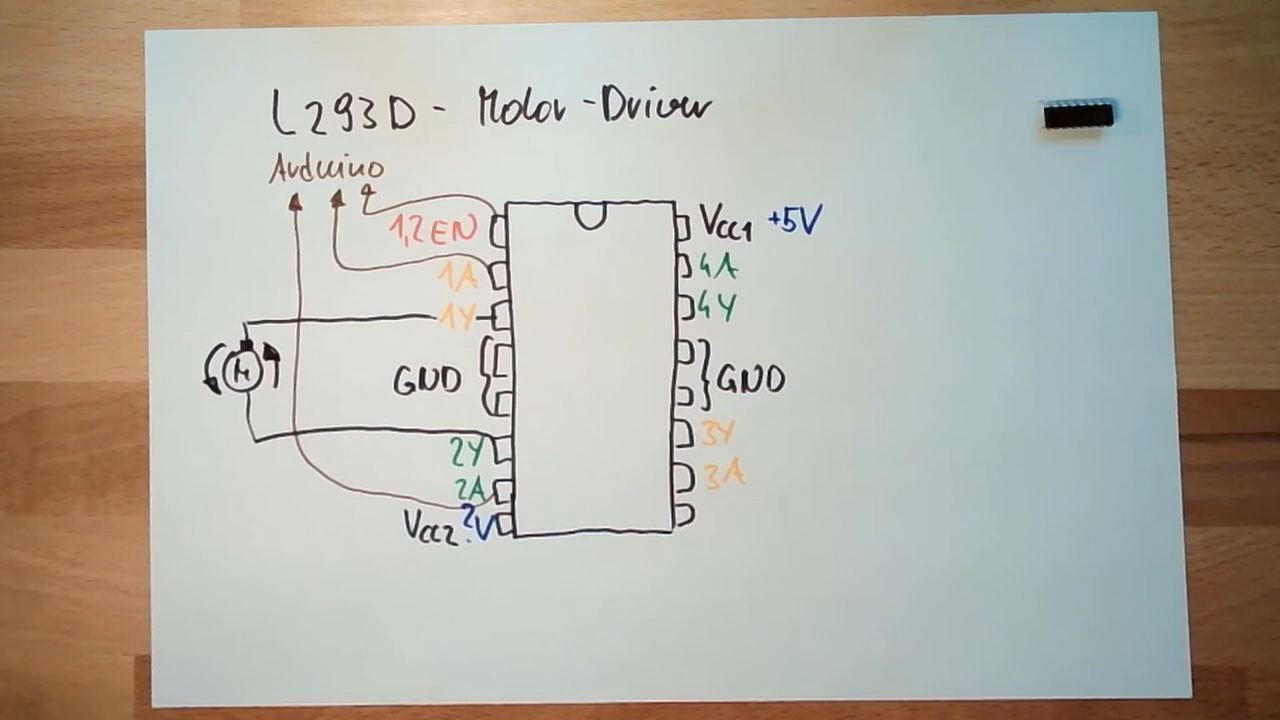 L293D - Motor-Driver
Arduino
1,2EN
1A
1Y
GND
2Y
2A
Vcc2 ?V
Vcc1 +5V
4A
4Y
GND
3Y
3A
M